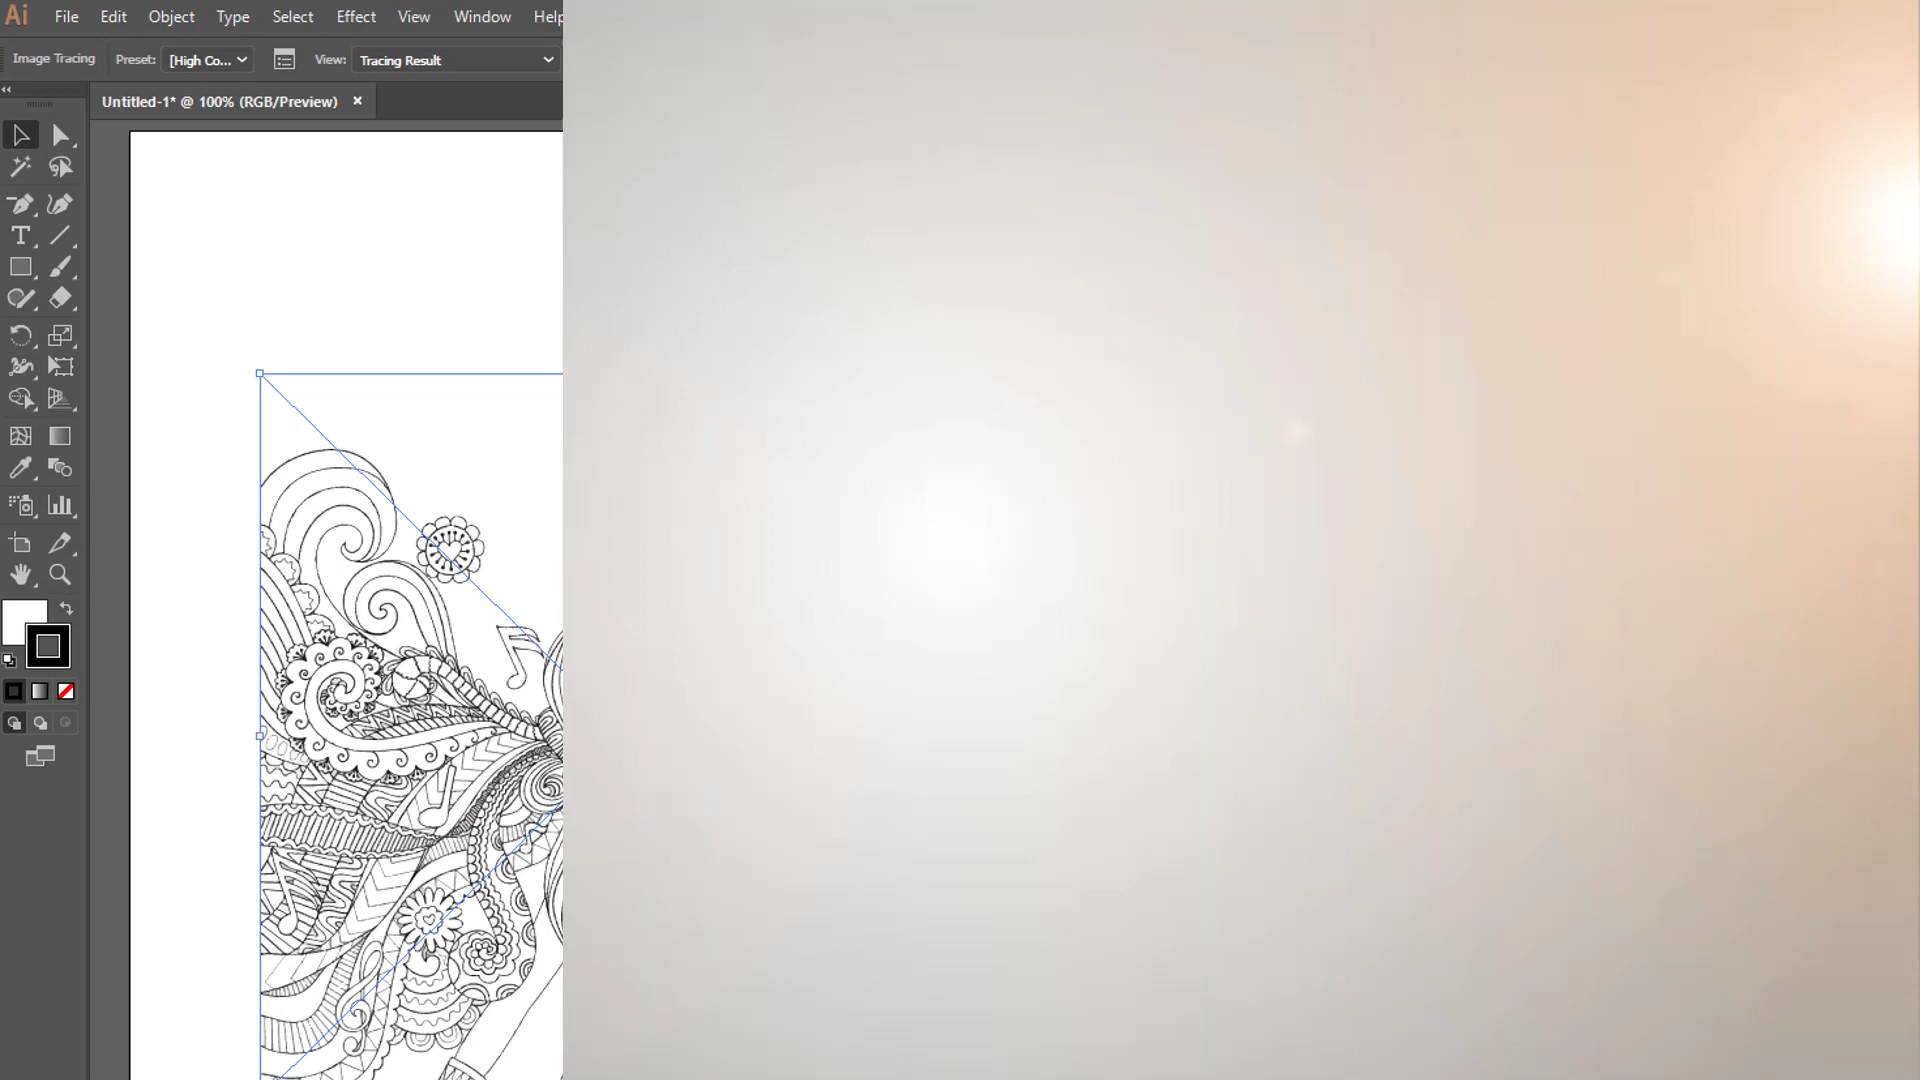 Ai File Edit Object Type Select Effect View Window Help
Image Tracing Preset: [High Co... View: Tracing Result
Untitled-1* @ 100% (RGB/Preview) ×